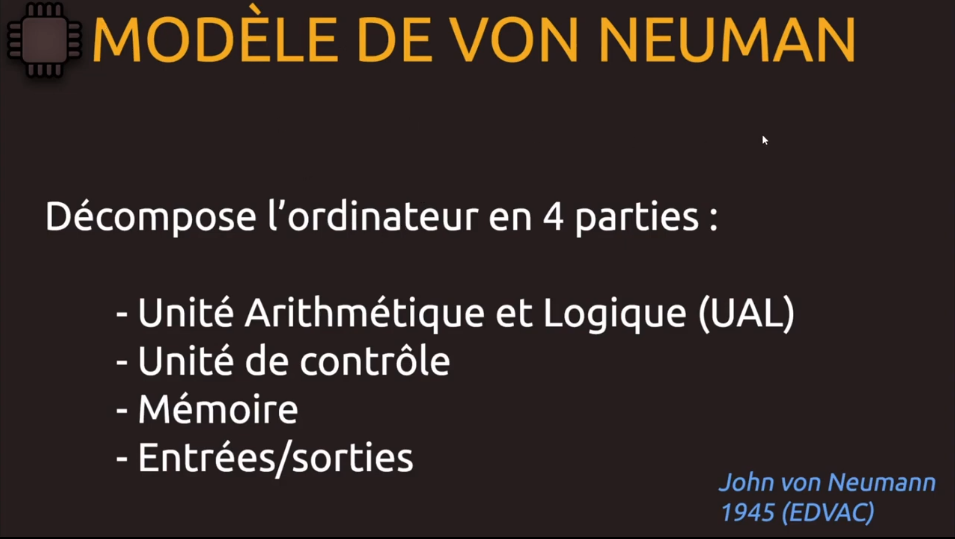 MODÈLE DE VON NEUMAN
Décompose l’ordinateur en 4 parties :
- Unité Arithmétique et Logique (UAL)
- Unité de contrôle
- Mémoire
- Entrées/sorties
John von Neumann
1945 (EDVAC)